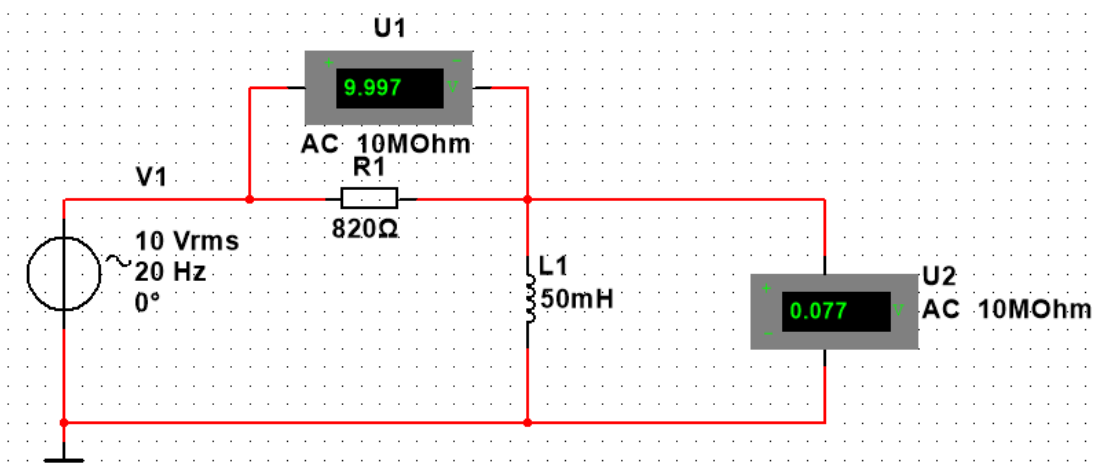 U1
+ −
9.997 V
AC 10MOhm
R1
V1
820Ω
10 Vrms
20 Hz
0°
L1
50mH
U2
+
0.077 V
AC 10MOhm
−